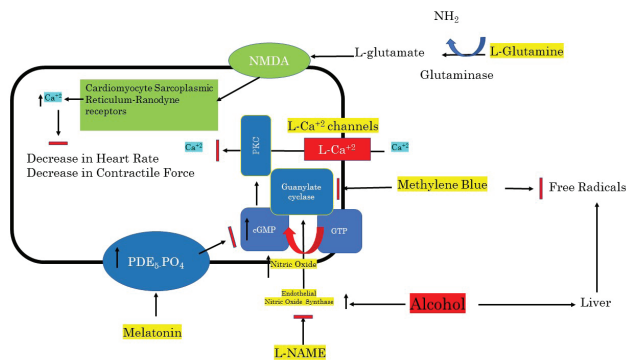 NH2
NMDA
L-glutamate
L-Glutamine
Glutaminase
Cardiomyocyte Sarcoplasmic
Reticulum-Ranodyne
receptors
Ca+2
L-Ca+2 channels
Ca+2
PKC
L-Ca+2
Ca+2
Decrease in Heart Rate
Decrease in Contractile Force
Guanylate
cyclase
Methylene Blue
Free Radicals
cGMP
GTP
PDE5-PO4
Nitric Oxide
Endothelial
Nitric Oxide Synthase
Alcohol
Liver
Melatonin
L-NAME